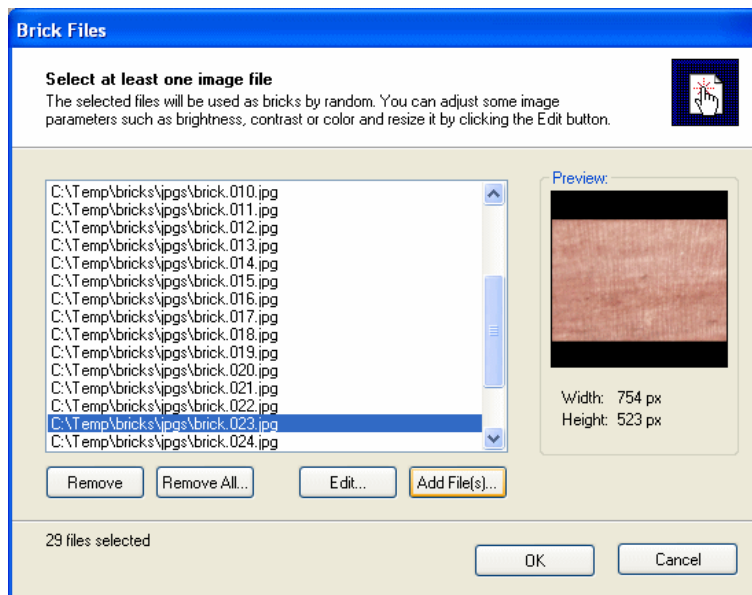 Brick Files
Select at least one image file
The selected files will be used as bricks by random. You can adjust some image
parameters such as brightness, contrast or color and resize it by clicking the Edit button.
C:\Temp\bricks\jpgs\brick.010.jpg
C:\Temp\bricks\jpgs\brick.011.jpg
C:\Temp\bricks\jpgs\brick.012.jpg
C:\Temp\bricks\jpgs\brick.013.jpg
C:\Temp\bricks\jpgs\brick.014.jpg
C:\Temp\bricks\jpgs\brick.015.jpg
C:\Temp\bricks\jpgs\brick.016.jpg
C:\Temp\bricks\jpgs\brick.017.jpg
C:\Temp\bricks\jpgs\brick.018.jpg
C:\Temp\bricks\jpgs\brick.019.jpg
C:\Temp\bricks\jpgs\brick.020.jpg
C:\Temp\bricks\jpgs\brick.021.jpg
C:\Temp\bricks\jpgs\brick.022.jpg
C:\Temp\bricks\jpgs\brick.023.jpg
C:\Temp\bricks\jpgs\brick.024.jpg
Preview:
Width: 754 px
Height: 523 px
Remove Remove All... Edit... Add File(s)...
29 files selected
OK Cancel